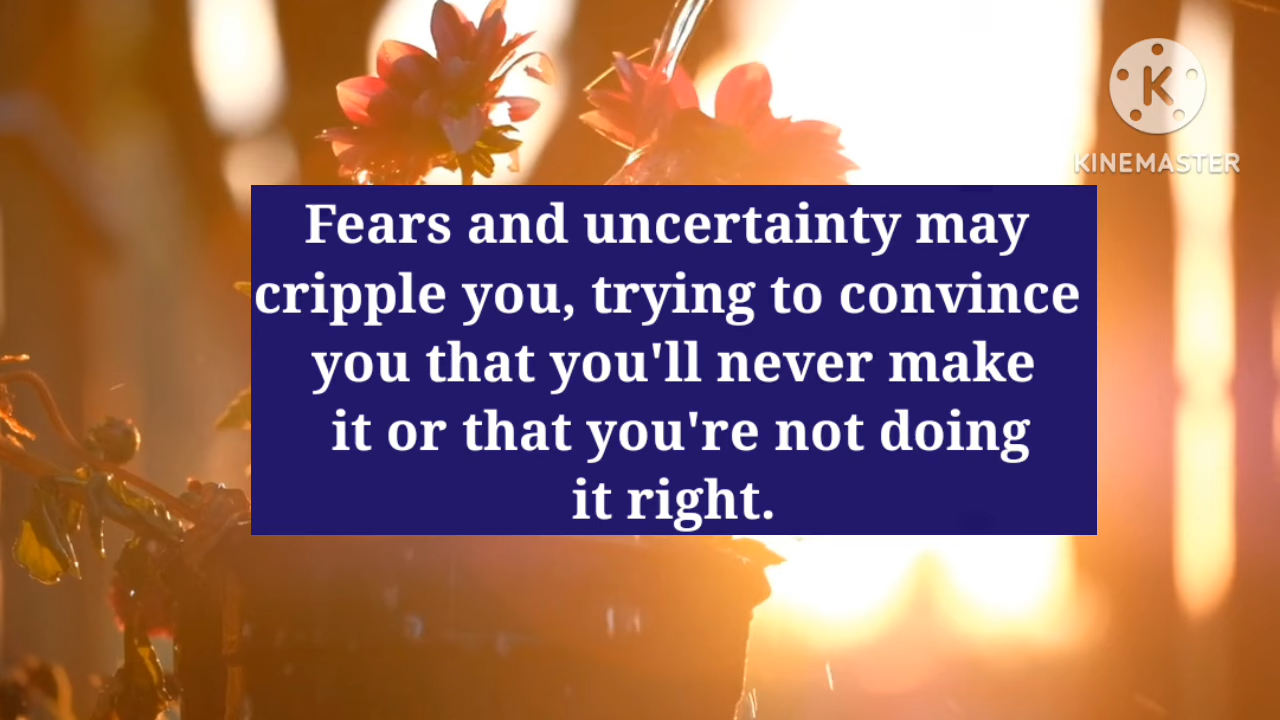 K
KINEMASTER
Fears and uncertainty may
cripple you, trying to convince
you that you'll never make
it or that you're not doing
it right.